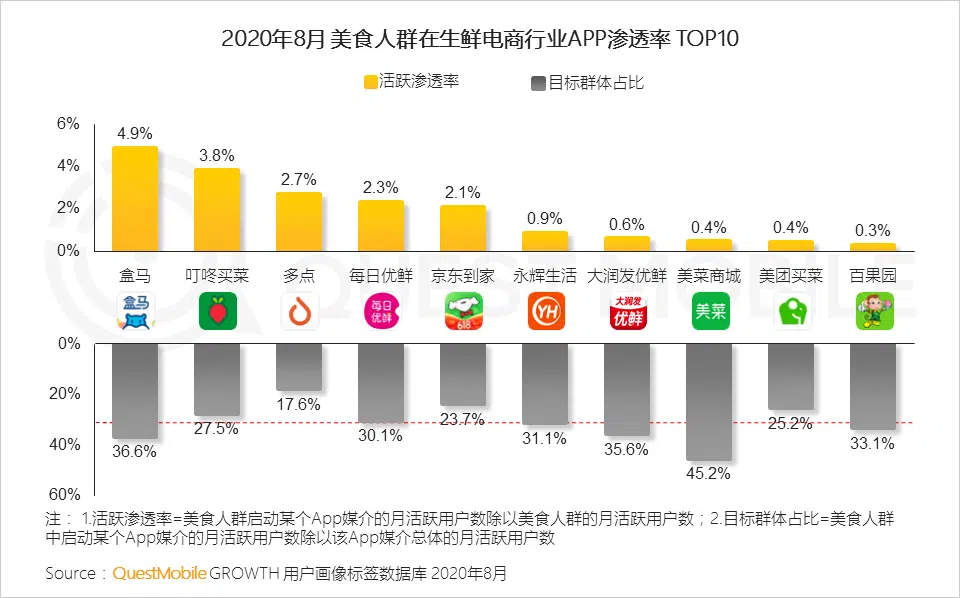 2020年8月 美食人群在生鲜电商行业APP渗透率 TOP10
活跃渗透率 目标群体占比
6%
4%
2%
0%
4.9% 3.8% 2.7% 2.3% 2.1% 0.9% 0.6% 0.4% 0.4% 0.3%
盒马 叮咚买菜 多点 每日优鲜 京东到家 永辉生活 大润发优鲜 美菜商城 美团买菜 百果园
盒马 每日 618 YH 大润发 美菜
优鲜 优鲜
QUESTMOBILE
0%
20%
40%
60%
36.6% 27.5% 17.6% 30.1% 23.7% 31.1% 35.6% 45.2% 25.2% 33.1%
注： 1.活跃渗透率=美食人群启动某个App媒介的月活跃用户数除以美食人群的月活跃用户数；2.目标群体占比=美食人群
中启动某个App媒介的月活跃用户数除以该App媒介总体的月活跃用户数
Source：QuestMobile GROWTH 用户画像标签数据库 2020年8月